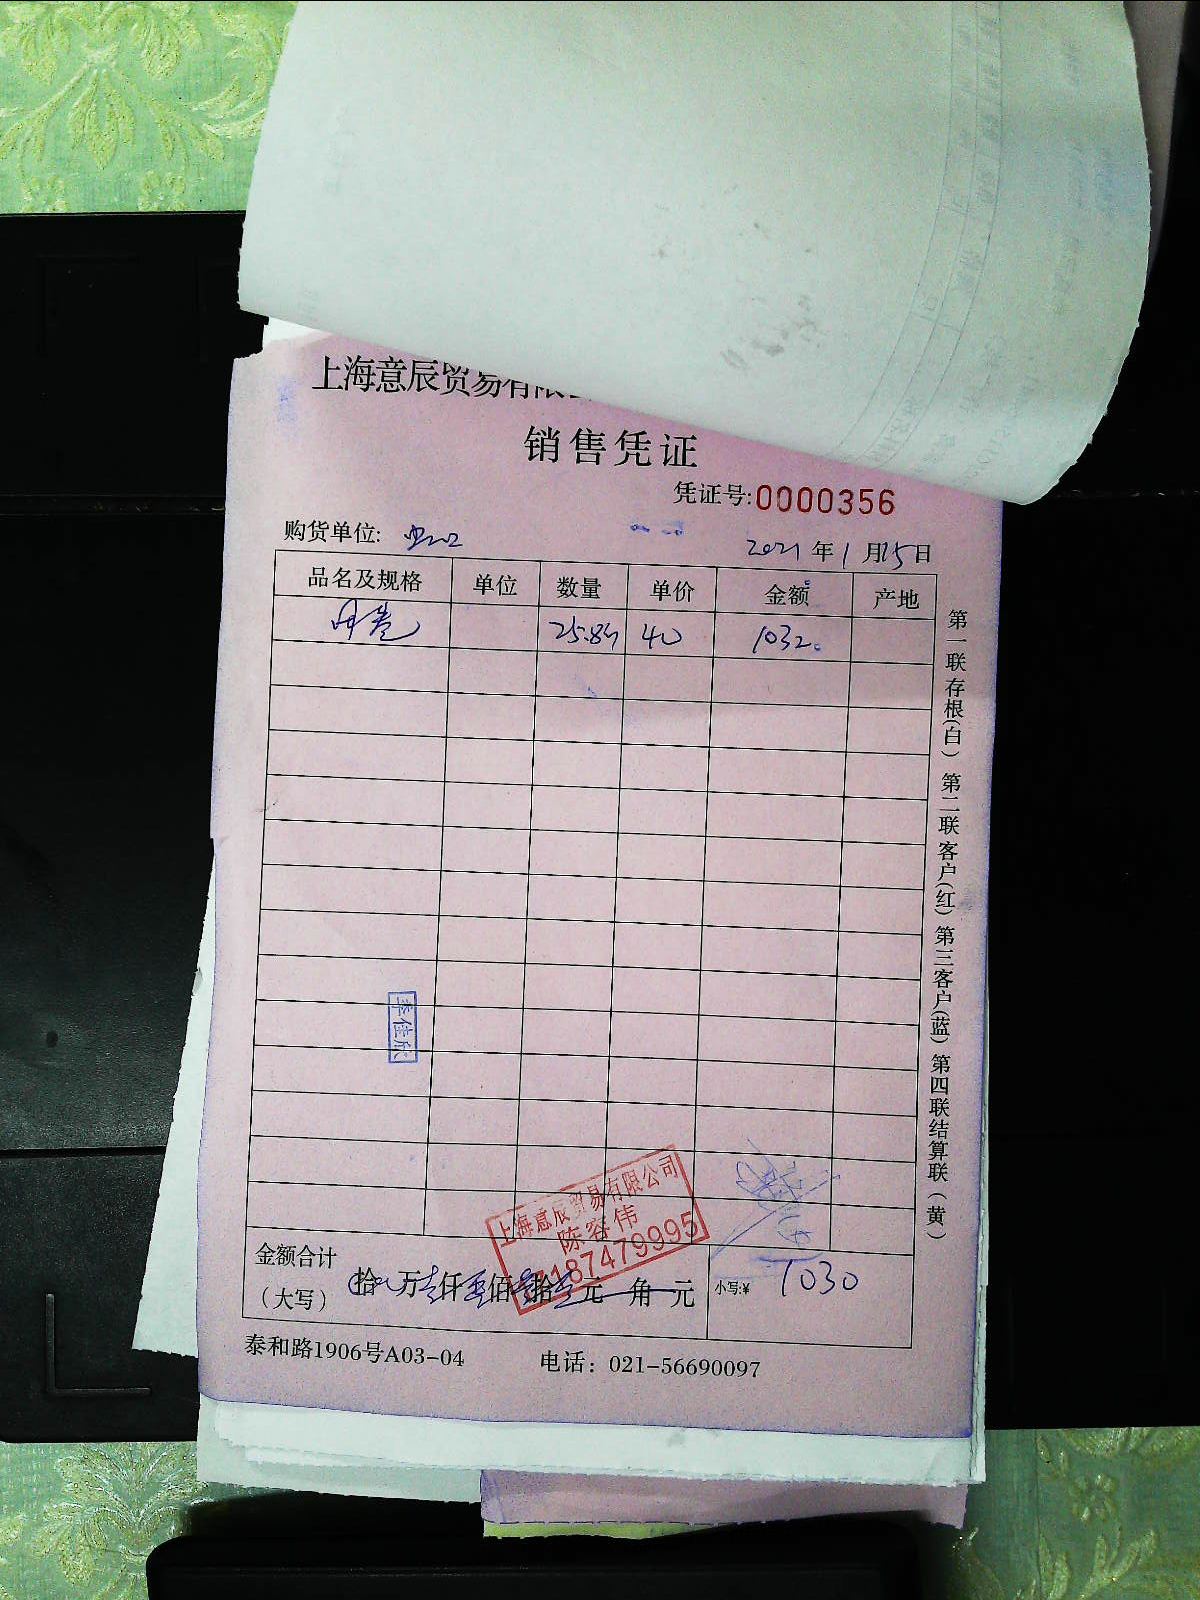 上海意辰贸易有限
销售凭证
凭证号:0000356
购货单位:
2021年1月15日
品名及规格 单位 数量 单价 金额 产地
25.8 40 1032
第一联存根(白) 第二联客户(红) 第三客户(蓝) 第四联结算联(黄)
上海意辰贸易有限公司
陈容伟
金额合计
(大写) 拾 万 仟 佰 拾 元 角 元 小写:¥ 1030
泰和路1906号A03-04 电话: 021-56690097